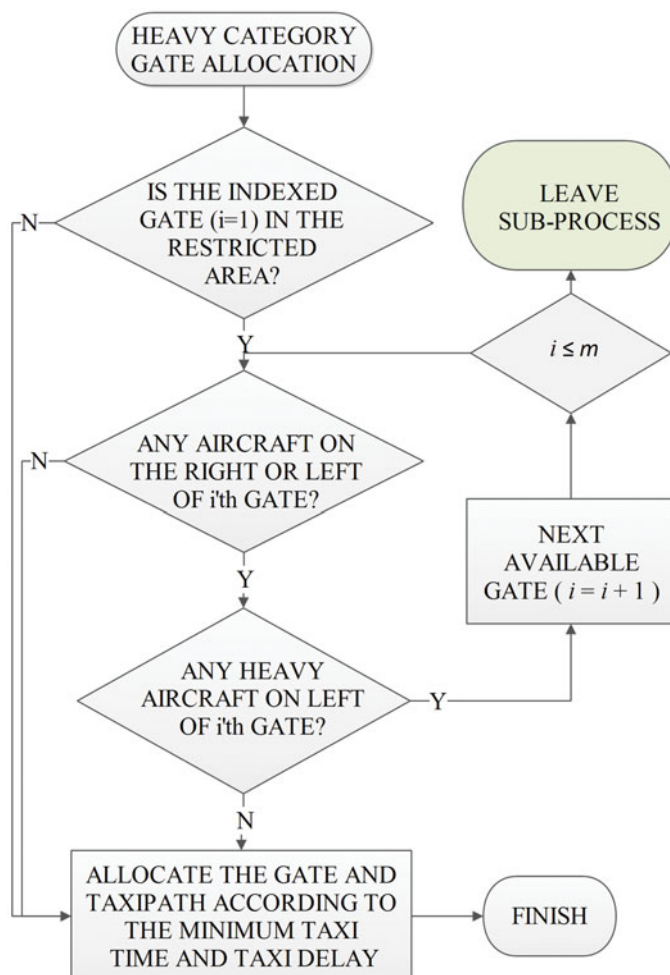 HEAVY CATEGORY
GATE ALLOCATION
IS THE INDEXED
GATE (i=1) IN THE
RESTRICTED
AREA?
N
Y
LEAVE
SUB-PROCESS
i ≤ m
ANY AIRCRAFT ON
THE RIGHT OR LEFT
OF i'th GATE?
N
Y
NEXT
AVAILABLE
GATE ( i = i + 1 )
ANY HEAVY
AIRCRAFT ON LEFT
OF i'th GATE?
Y
N
ALLOCATE THE GATE AND
TAXIPATH ACCORDING TO
THE MINIMUM TAXI
TIME AND TAXI DELAY
FINISH